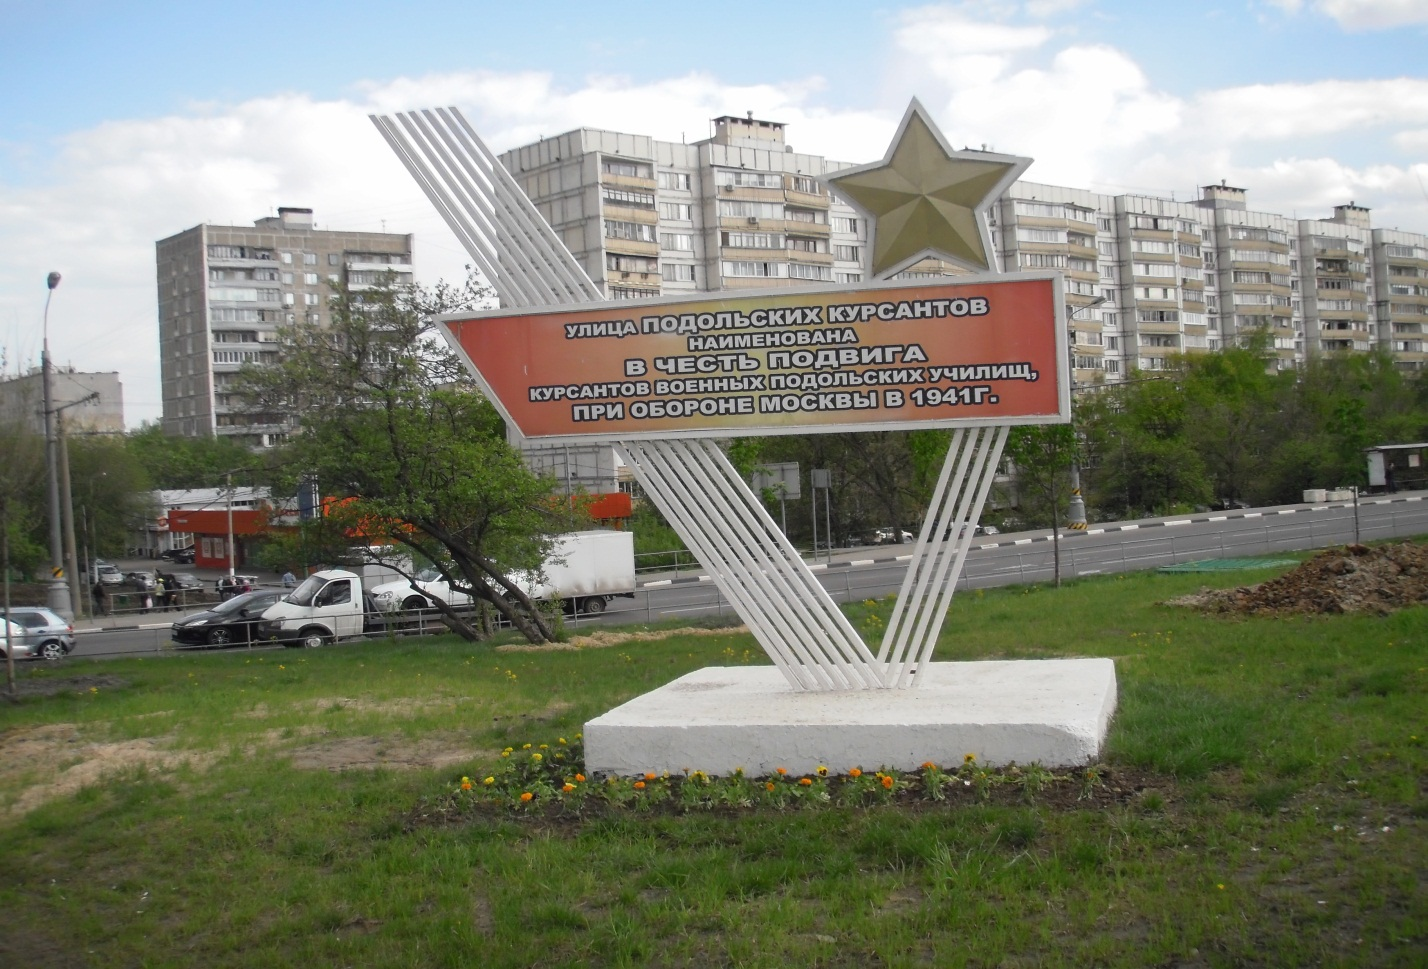 УЛИЦА ПОДОЛЬСКИХ КУРСАНТОВ
НАИМЕНОВАНА
В ЧЕСТЬ ПОДВИГА
КУРСАНТОВ ВОЕННЫХ ПОДОЛЬСКИХ УЧИЛИЩ,
ПРИ ОБОРОНЕ МОСКВЫ В 1941Г.